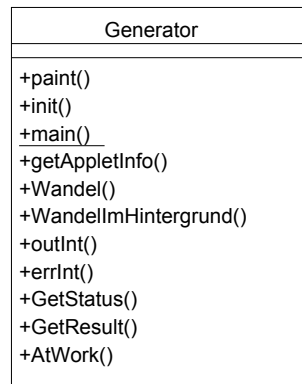 Generator
+paint()
+init()
+main()
+getAppletInfo()
+Wandel()
+WandelImHintergrund()
+outInt()
+errInt()
+GetStatus()
+GetResult()
+AtWork()